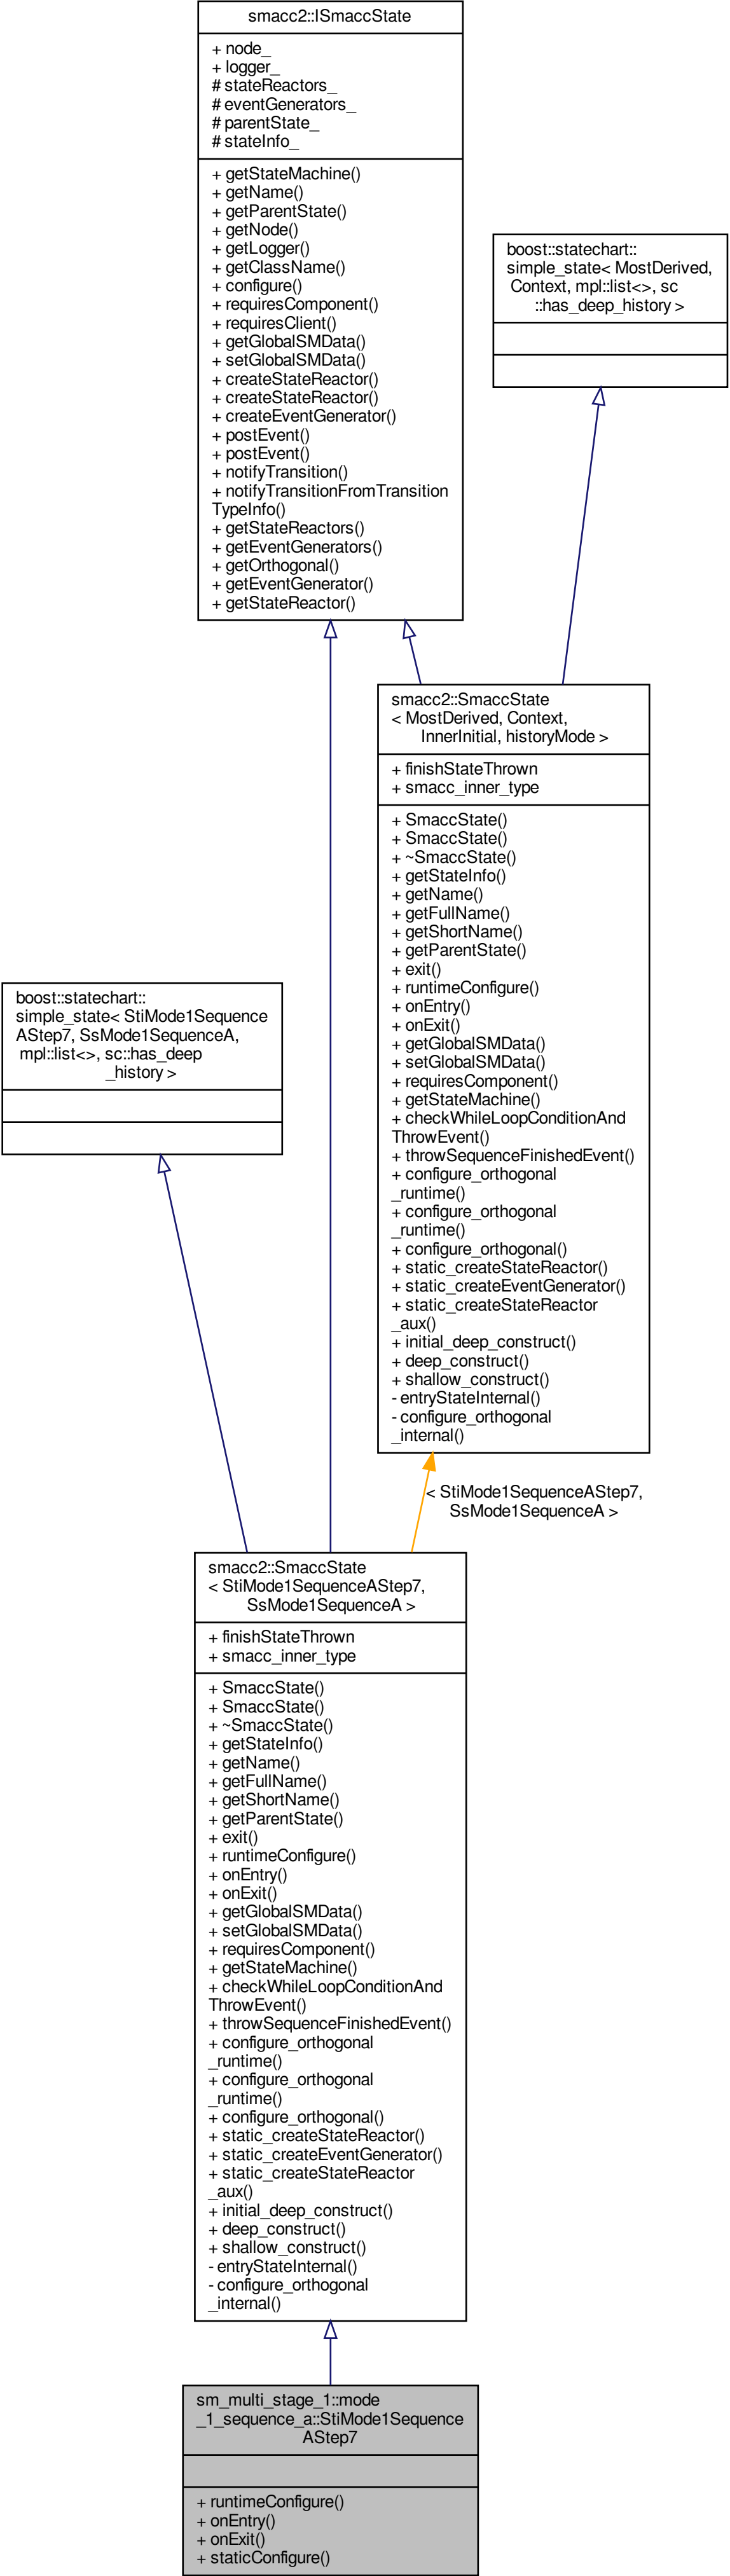 smacc2::ISmaccState
+ node_
+ logger_
# stateReactors_
# eventGenerators_
# parentState_
# stateInfo_
+ getStateMachine()
+ getName()
+ getParentState()
+ getNode()
+ getLogger()
+ getClassName()
+ configure()
+ requiresComponent()
+ requiresClient()
+ getGlobalSMData()
+ setGlobalSMData()
+ createStateReactor()
+ createStateReactor()
+ createEventGenerator()
+ postEvent()
+ postEvent()
+ notifyTransition()
+ notifyTransitionFromTransition
TypeInfo()
+ getStateReactors()
+ getEventGenerators()
+ getOrthogonal()
+ getEventGenerator()
+ getStateReactor()
boost::statechart::
simple_state< MostDerived,
Context, mpl::list<>, sc
::has_deep_history >
smacc2::SmaccState
< MostDerived, Context,
InnerInitial, historyMode >
+ finishStateThrown
+ smacc_inner_type
+ SmaccState()
+ SmaccState()
+ ~SmaccState()
+ getStateInfo()
+ getName()
+ getFullName()
+ getShortName()
+ getParentState()
+ exit()
+ runtimeConfigure()
+ onEntry()
+ onExit()
+ getGlobalSMData()
+ setGlobalSMData()
+ requiresComponent()
+ getStateMachine()
+ checkWhileLoopConditionAnd
ThrowEvent()
+ throwSequenceFinishedEvent()
+ configure_orthogonal
_runtime()
+ configure_orthogonal
_runtime()
+ configure_orthogonal()
+ static_createStateReactor()
+ static_createEventGenerator()
+ static_createStateReactor
_aux()
+ initial_deep_construct()
+ deep_construct()
+ shallow_construct()
- entryStateInternal()
- configure_orthogonal
_internal()
boost::statechart::
simple_state< StiMode1Sequence
AStep7, SsMode1SequenceA,
mpl::list<>, sc::has_deep
_history >
< StiMode1SequenceAStep7,
SsMode1SequenceA >
smacc2::SmaccState
< StiMode1SequenceAStep7,
SsMode1SequenceA >
+ finishStateThrown
+ smacc_inner_type
+ SmaccState()
+ SmaccState()
+ ~SmaccState()
+ getStateInfo()
+ getName()
+ getFullName()
+ getShortName()
+ getParentState()
+ exit()
+ runtimeConfigure()
+ onEntry()
+ onExit()
+ getGlobalSMData()
+ setGlobalSMData()
+ requiresComponent()
+ getStateMachine()
+ checkWhileLoopConditionAnd
ThrowEvent()
+ throwSequenceFinishedEvent()
+ configure_orthogonal
_runtime()
+ configure_orthogonal
_runtime()
+ configure_orthogonal()
+ static_createStateReactor()
+ static_createEventGenerator()
+ static_createStateReactor
_aux()
+ initial_deep_construct()
+ deep_construct()
+ shallow_construct()
- entryStateInternal()
- configure_orthogonal
_internal()
sm_multi_stage_1::mode
_1_sequence_a::StiMode1Sequence
AStep7
+ runtimeConfigure()
+ onEntry()
+ onExit()
+ staticConfigure()